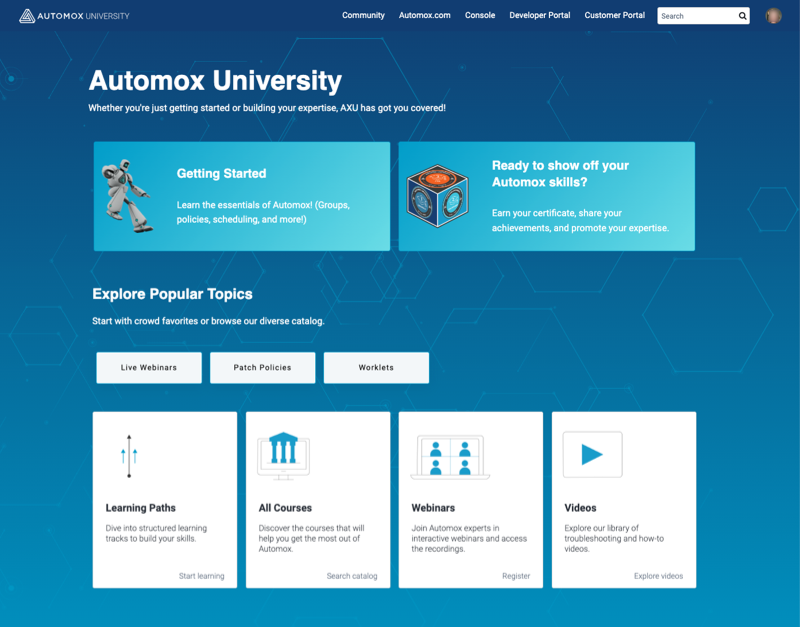 AUTOMOX UNIVERSITY
Community
Automox.com
Console
Developer Portal
Customer Portal
Search
Automox University
Whether you're just getting started or building your expertise, AXU has got you covered!
Getting Started
Learn the essentials of Automox! (Groups,
policies, scheduling, and more!)
Ready to show off your
Automox skills?
Earn your certificate, share your
achievements, and promote your expertise.
Explore Popular Topics
Start with crowd favorites or browse our diverse catalog.
Live Webinars
Patch Policies
Worklets
Learning Paths
Dive into structured learning
tracks to build your skills.
Start learning
All Courses
Discover the courses that will
help you get the most out of
Automox.
Search catalog
Webinars
Join Automox experts in
interactive webinars and access
the recordings.
Register
Videos
Explore our library of
troubleshooting and how-to
videos.
Explore videos